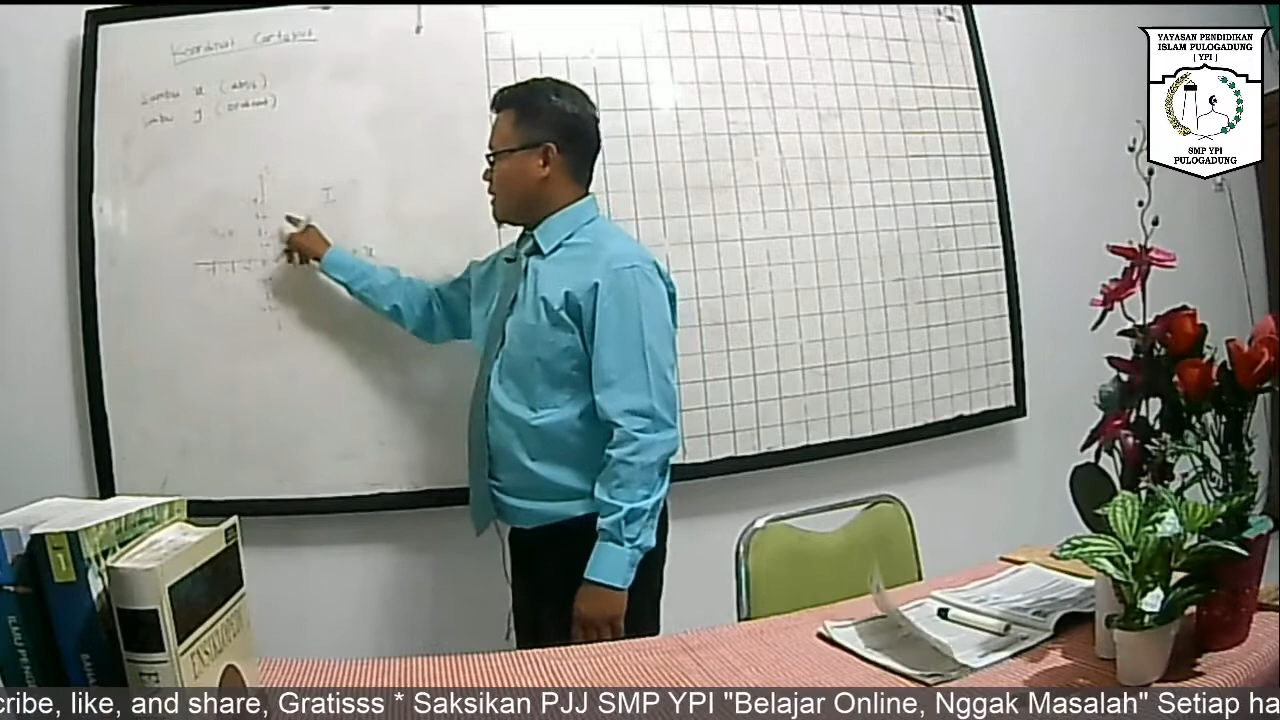 Koordinat Cartesius
sumbu x (absis)
sumbu y (ordinat)
I
x
YAYASAN PENDIDIKAN
ISLAM PULOGADUNG
( YPI )
SMP YPI
PULOGADUNG
ENSIKLOPEDI
cribe, like, and share, Gratisss * Saksikan PJJ SMP YPI "Belajar Online, Nggak Masalah" Setiap ha